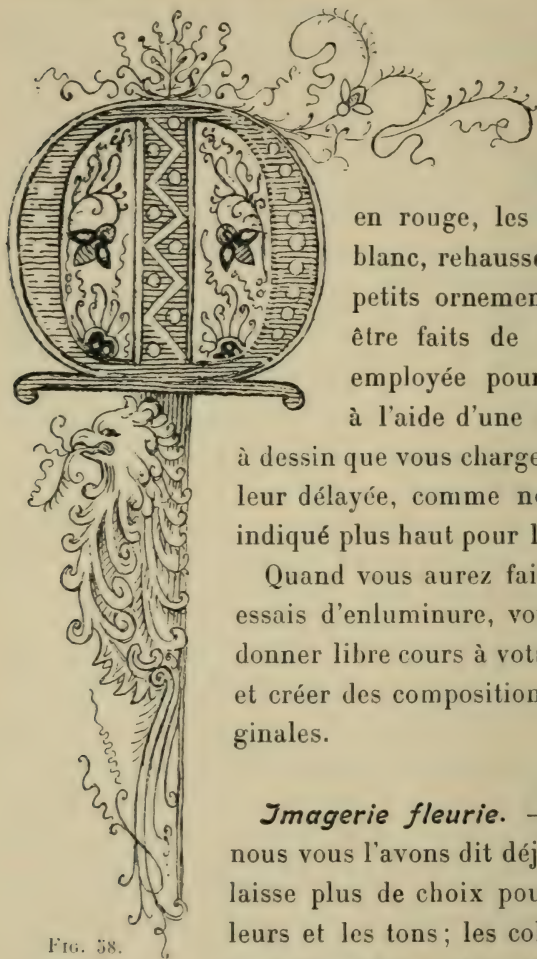 en rouge, les
blanc, rehaussé
petits ornemen
être faits de
employée pour
à l'aide d'une
à dessin que vous charge
leur délayée, comme no
indiqué plus haut pour l
Quand vous aurez fai
essais d'enluminure, vo
donner libre cours à vot
et créer des composition
ginales.
Imagerie fleurie. —
nous vous l'avons dit déj
laisse plus de choix pou
leurs et les tons; les co
FIG. 58.